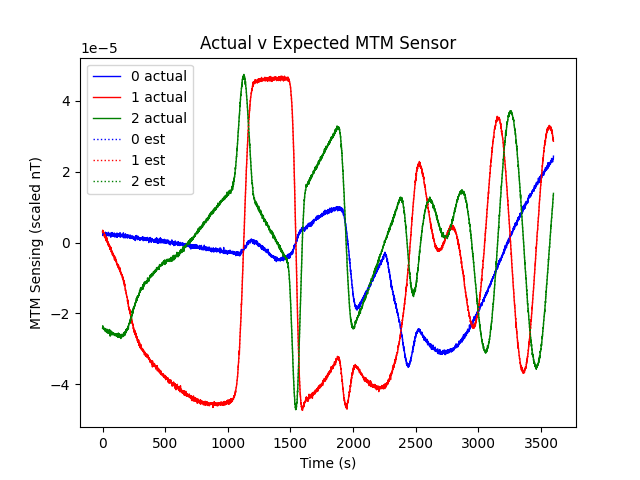 Actual v Expected MTM Sensor
1e−5
0 actual
1 actual
2 actual
0 est
1 est
2 est
4
2
0
−2
−4
MTM Sensing (scaled nT)
0 500 1000 1500 2000 2500 3000 3500
Time (s)